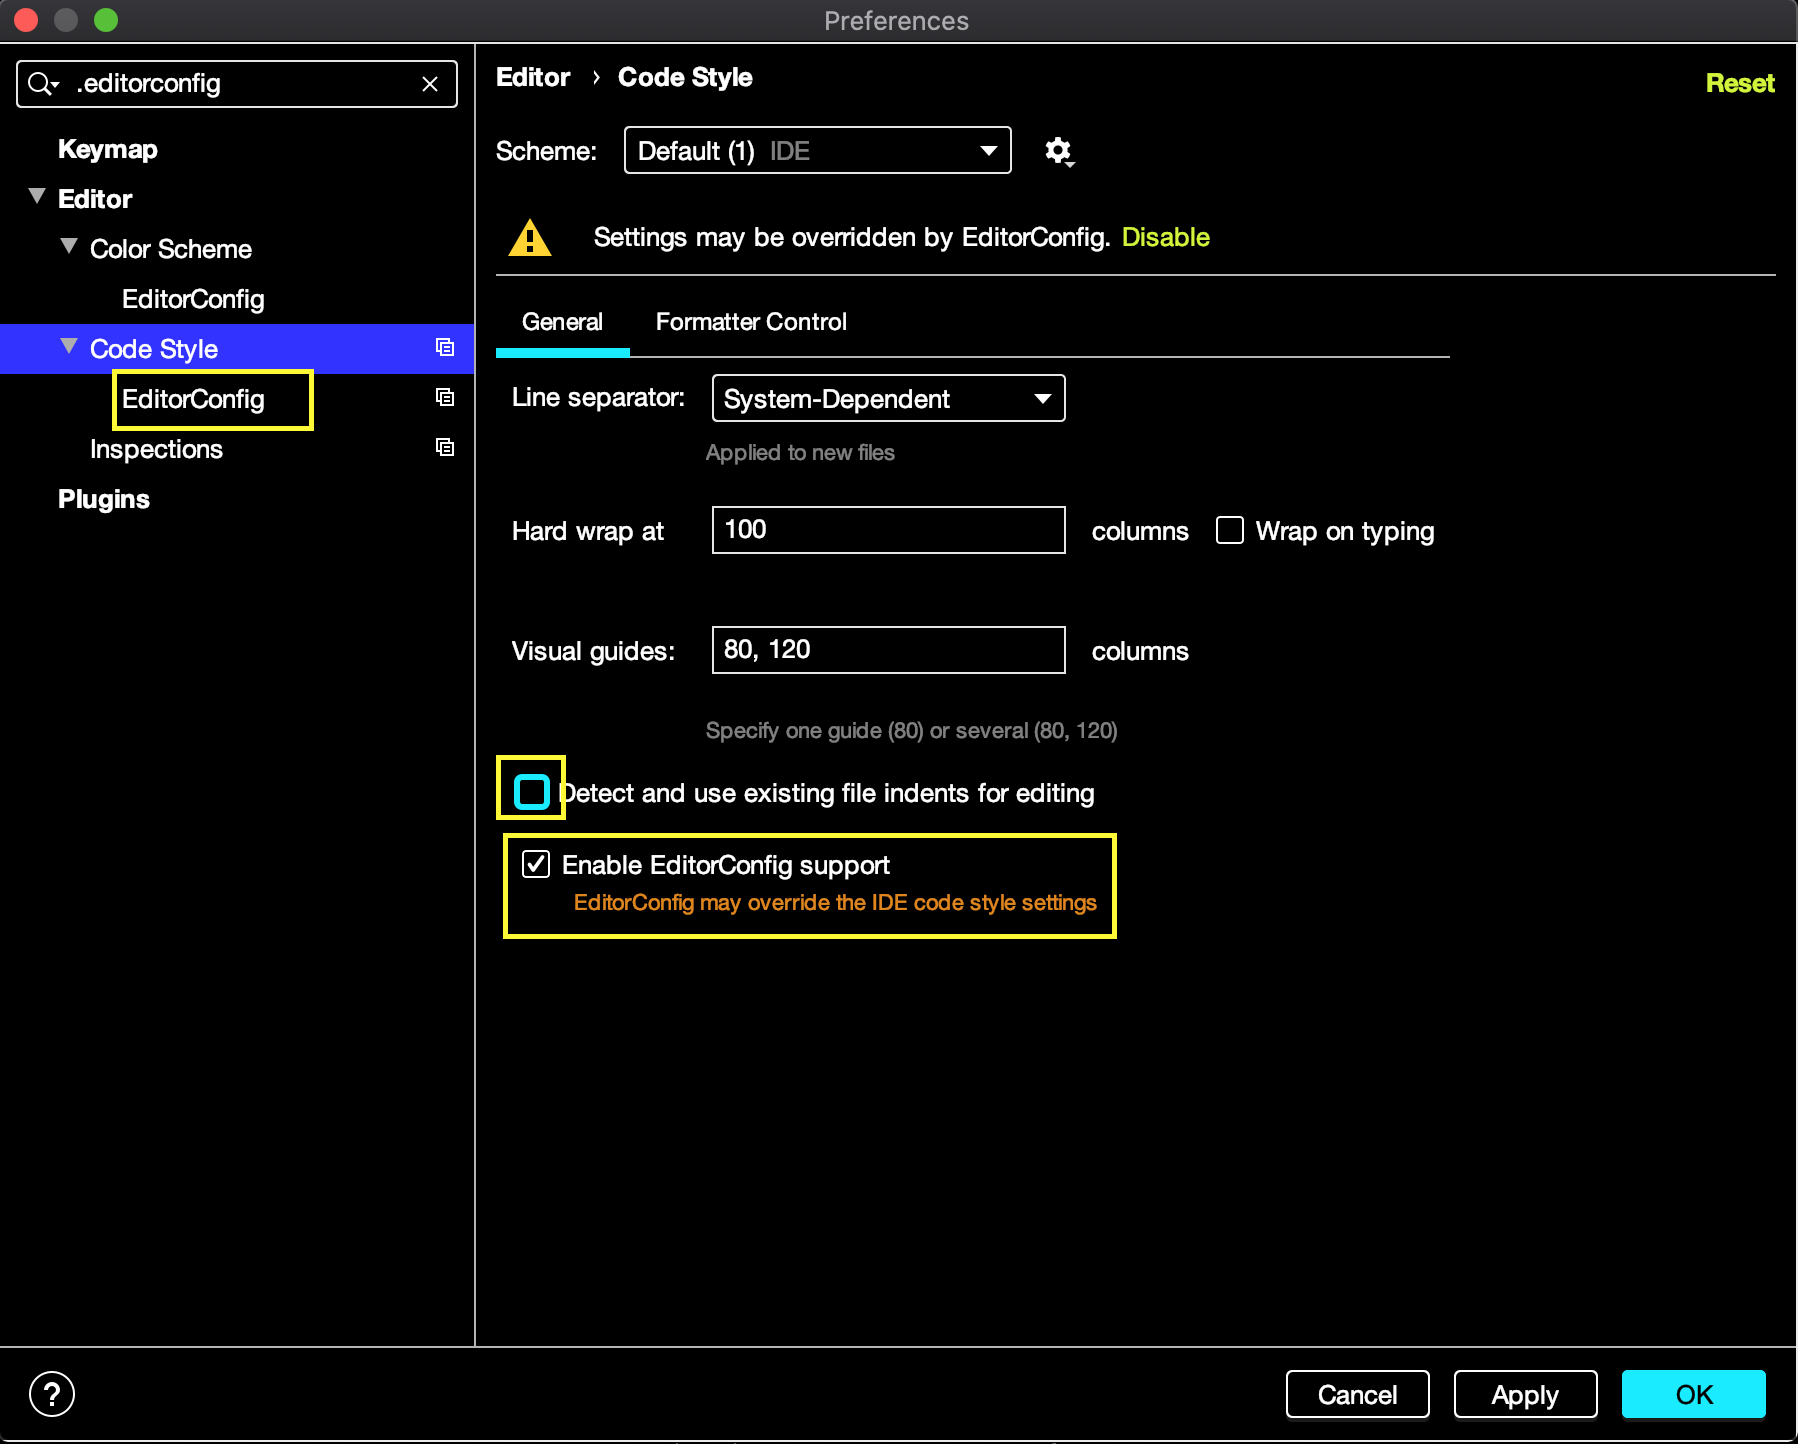 Preferences
.editorconfig
Keymap
Editor
Color Scheme
EditorConfig
Code Style
EditorConfig
Inspections
Plugins
Editor › Code Style
Reset
Scheme: Default (1) IDE
Settings may be overridden by EditorConfig. Disable
General Formatter Control
Line separator: System-Dependent
Applied to new files
Hard wrap at 100 columns Wrap on typing
Visual guides: 80, 120 columns
Specify one guide (80) or several (80, 120)
Detect and use existing file indents for editing
Enable EditorConfig support
EditorConfig may override the IDE code style settings
? Cancel Apply OK